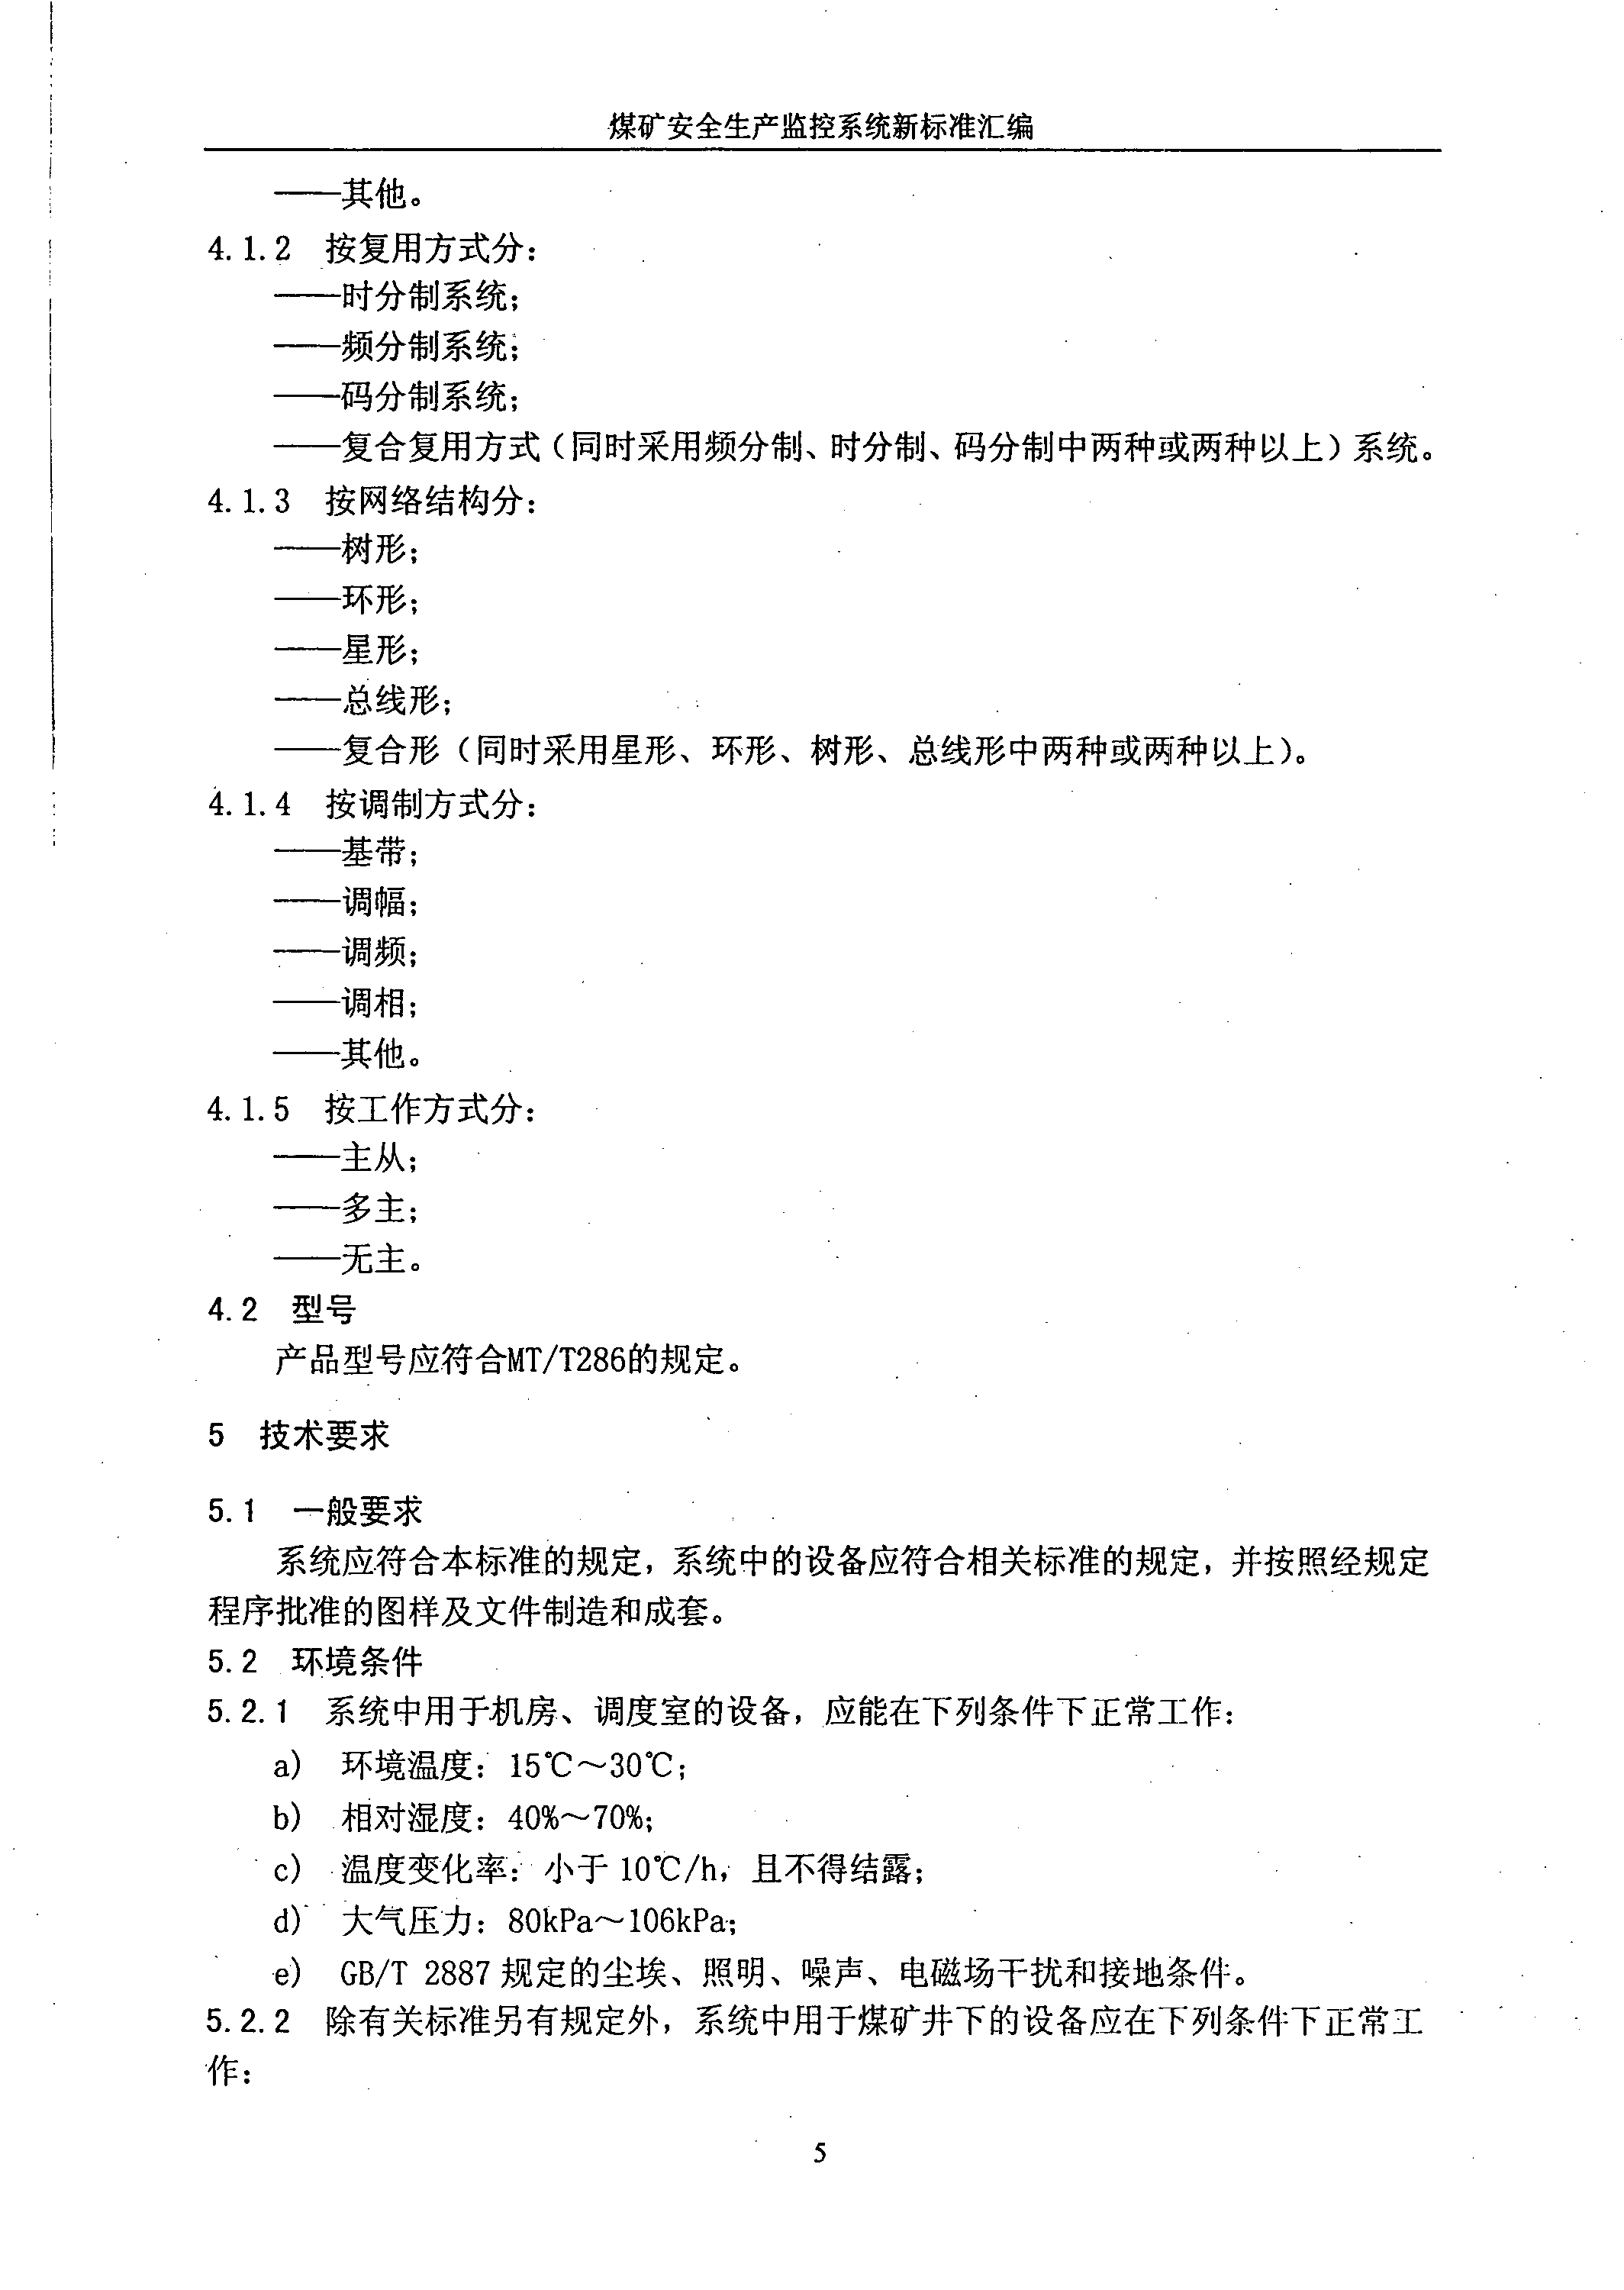 煤矿安全生产监控系统新标准汇编
——其他。
4.1.2 按复用方式分：
——时分制系统；
——频分制系统；
——码分制系统；
——复合复用方式（同时采用频分制、时分制、码分制中两种或两种以上）系统。
4.1.3 按网络结构分：
——树形；
——环形；
——星形；
——总线形；
——复合形（同时采用星形、环形、树形、总线形中两种或两种以上）。
4.1.4 按调制方式分：
——基带；
——调幅；
——调频；
——调相；
——其他。
4.1.5 按工作方式分：
——主从；
——多主；
——无主。
4.2 型号
产品型号应符合MT/T286的规定。
5 技术要求
5.1 一般要求
系统应符合本标准的规定，系统中的设备应符合相关标准的规定，并按照经规定
程序批准的图样及文件制造和成套。
5.2 环境条件
5.2.1 系统中用于机房、调度室的设备，应能在下列条件下正常工作：
a） 环境温度：15℃～30℃；
b） 相对湿度：40%～70%；
c） 温度变化率：小于 10℃/h，且不得结露；
d） 大气压力：80kPa～106kPa；
e） GB/T 2887 规定的尘埃、照明、噪声、电磁场干扰和接地条件。
5.2.2 除有关标准另有规定外，系统中用于煤矿井下的设备应在下列条件下正常工
作：
5